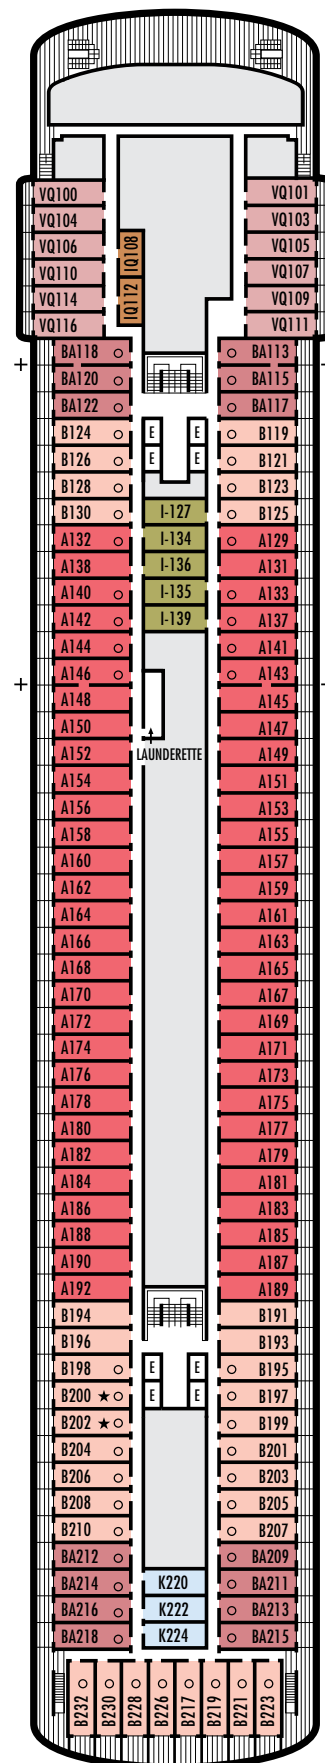 VQ100 VQ101
VQ104 VQ103
VQ106 IQ108 VQ105
VQ110 VQ107
VQ114 IQ112 VQ109
VQ116 VQ111
BA118 BA113
BA120 BA115
BA122 BA117
B124 E E B119
B126 E E B121
B128 B123
B130 I-127 B125
A132 I-134 A129
A138 I-136 A131
A140 I-135 A133
A142 I-139 A137
A144 A141
A146 A143
A148 A145
A150 A147
A152 LAUNDERETTE A149
A154 A151
A156 A153
A158 A155
A160 A157
A162 A159
A164 A161
A166 A163
A168 A165
A170 A167
A172 A169
A174 A171
A176 A173
A178 A175
A180 A177
A182 A179
A184 A181
A186 A183
A188 A185
A190 A187
A192 A189
B194 B191
B196 B193
B198 E E B195
B200 ★ E E B197
B202 ★ B199
B204 B201
B206 B203
B208 B205
B210 B207
BA212 BA209
BA214 K220 BA211
BA216 K222 BA213
BA218 K224 BA215
B232 B230 B228 B226 B217 B219 B221 B223